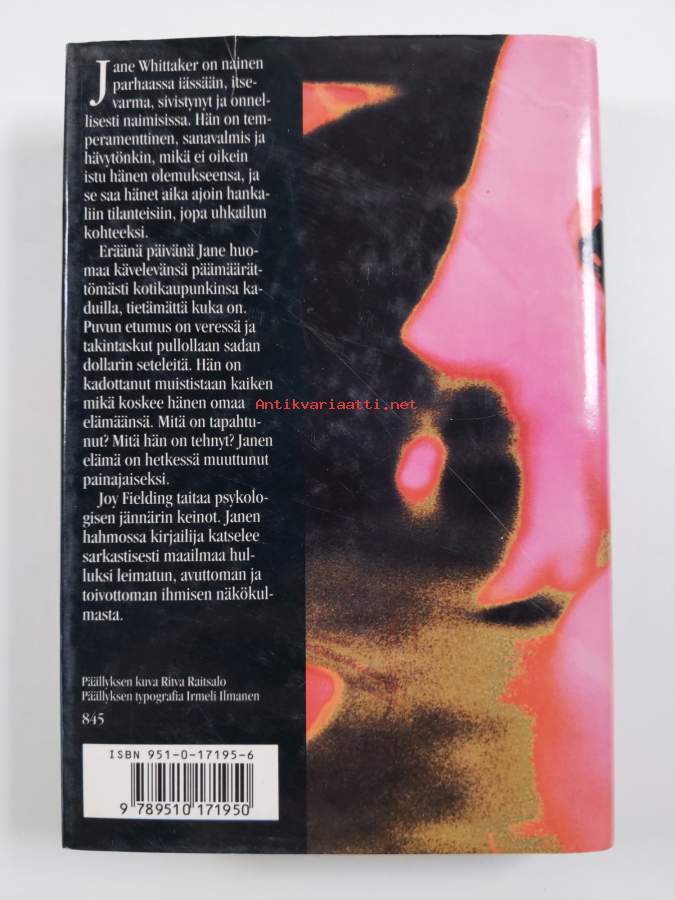 Jane Whittaker on nainen
parhaassa iässään, itse-
varma, sivistynyt ja onnel-
lisesti naimisissa. Hän on tem-
peramenttinen, sanavalmis ja
hävytönkin, mikä ei oikein
istu hänen olemukseensa, ja
se saa hänet aika ajoin hanka-
liin tilanteisiin, jopa uhkailun
kohteeksi.
Eräänä päivänä Jane huo-
maa kävelevänsä päämäärät-
tömästi kotikaupunkinsa ka-
duilla, tietämättä kuka on.
Puvun etumus on veressä ja
takintaskut pullollaan sadan
dollarin seteleitä. Hän on
kadottanut muististaan kaiken
mikä koskee hänen omaa
elämäänsä. Mitä on tapahtu-
nut? Mitä hän on tehnyt? Janen
elämä on hetkessä muuttunut
painajaiseksi.
Joy Fielding taitaa psykolo-
gisen jännärin keinot. Janen
hahmossa kirjailija katselee
sarkastisesti maailmaa hul-
luksi leimatun, avuttoman ja
toivottoman ihmisen näkökul-
masta.
Päällyksen kuva Ritva Raitsalo
Päällyksen typografia Irmeli Ilmanen
845
ISBN 951-0-17195-6
9 789510 171950
Antikvariaatti.net